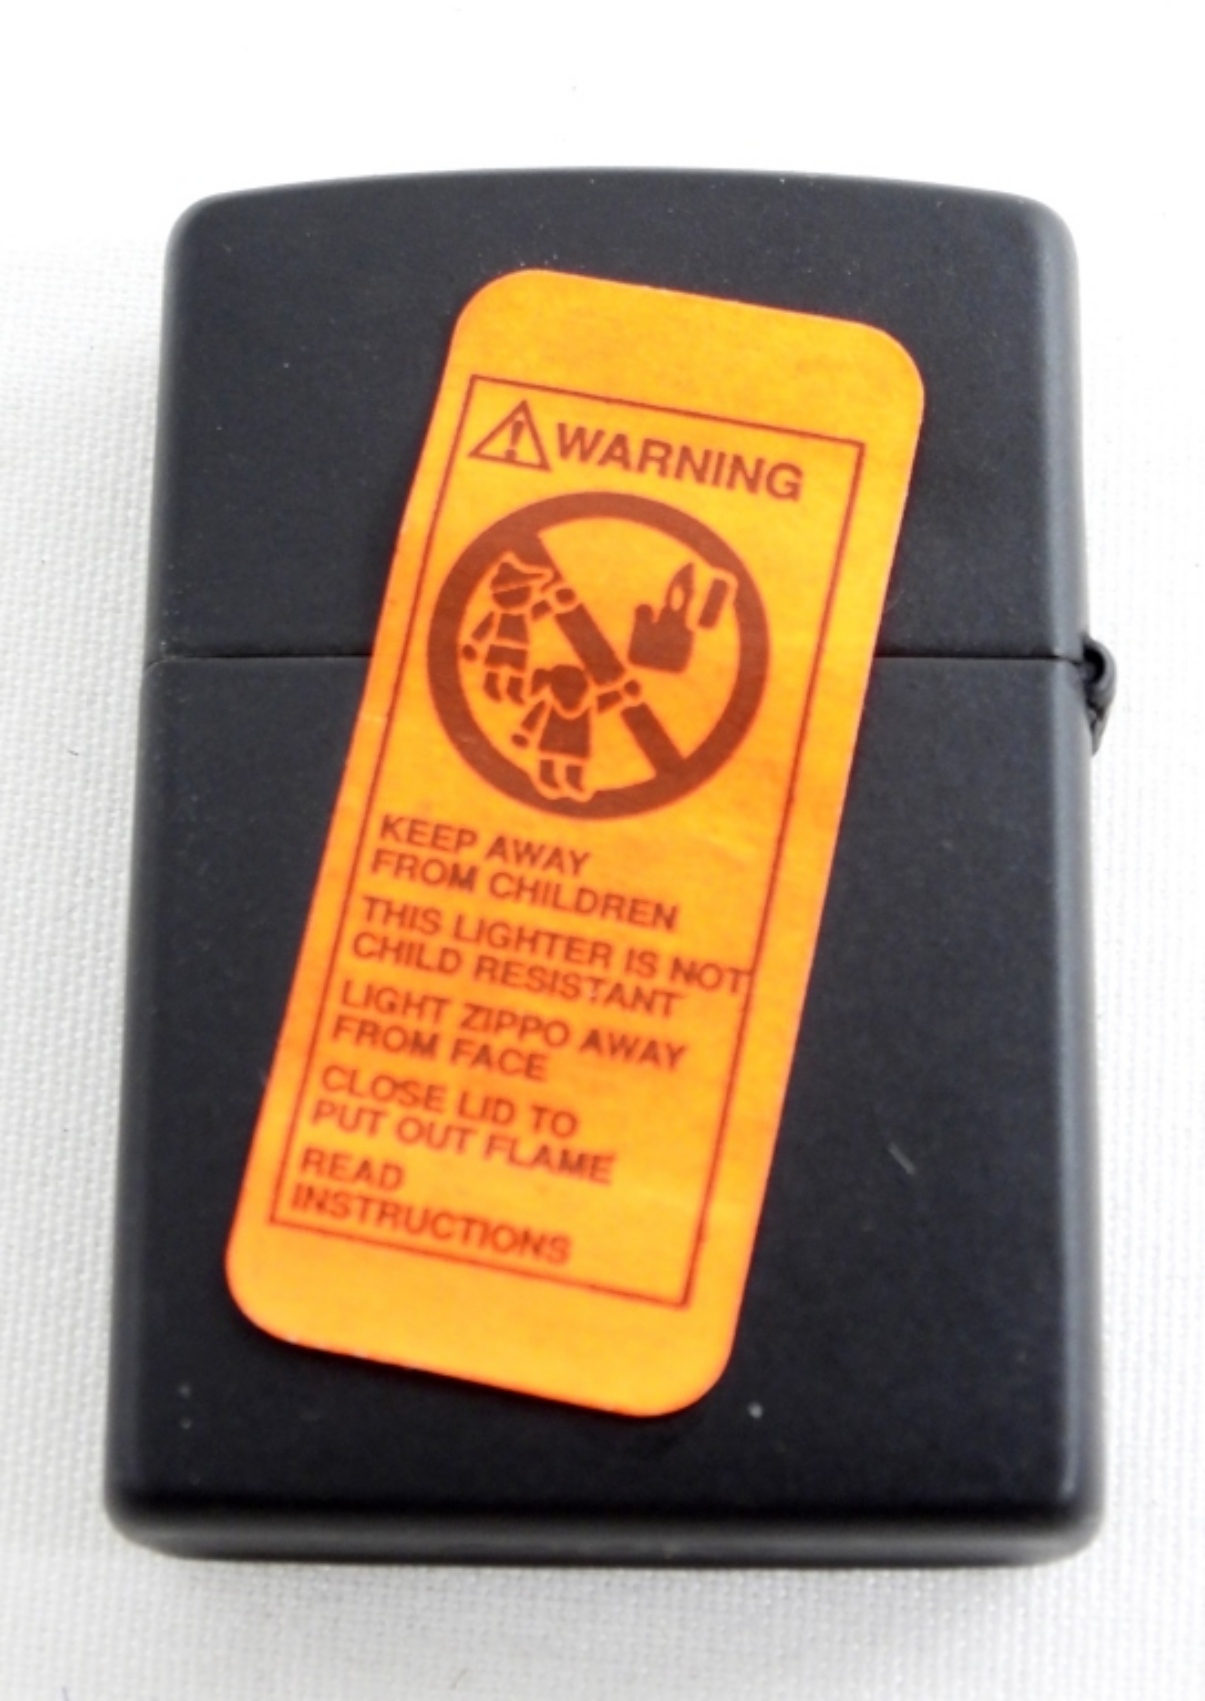 WARNING
KEEP AWAY
FROM CHILDREN
THIS LIGHTER IS NOT
CHILD RESISTANT
LIGHT ZIPPO AWAY
FROM FACE
CLOSE LID TO
PUT OUT FLAME
READ
INSTRUCTIONS